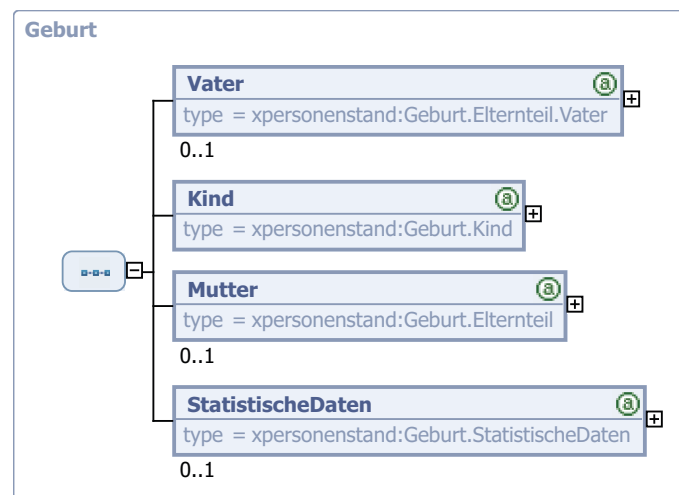 Geburt
Vater
type = xpersonenstand:Geburt.Elternteil.Vater
0..1
Kind
type = xpersonenstand:Geburt.Kind
Mutter
type = xpersonenstand:Geburt.Elternteil
0..1
StatistischeDaten
type = xpersonenstand:Geburt.StatistischeDaten
0..1